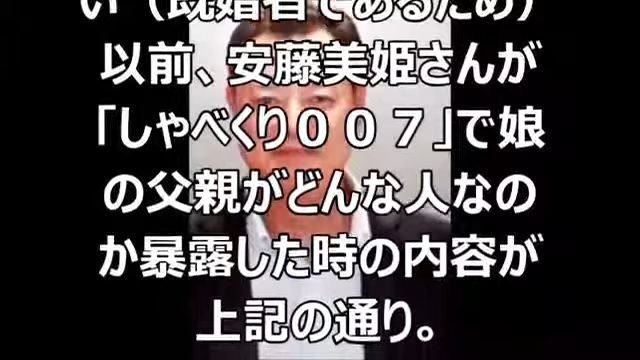 い（既婚者であるため）
以前、安藤美姫さんが
「しゃべくり００７」で娘
の父親がどんな人なの
か暴露した時の内容が
上記の通り。